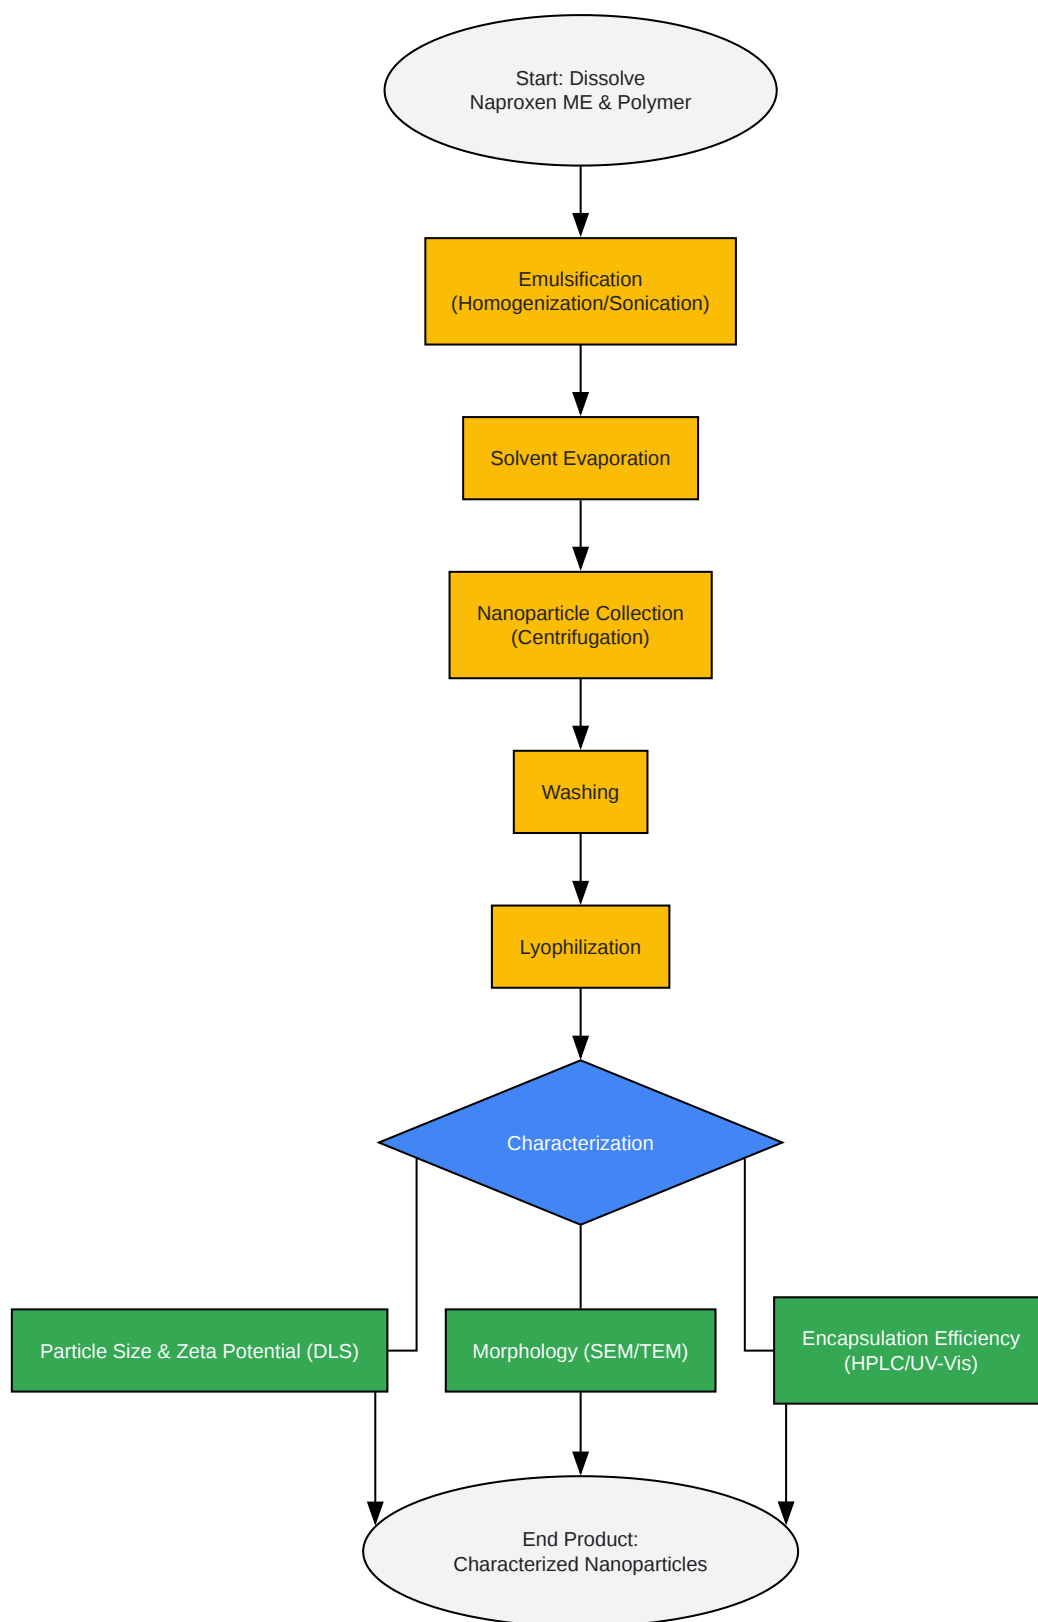 Start: Dissolve
Naproxen ME & Polymer
Emulsification
(Homogenization/Sonication)
Solvent Evaporation
Nanoparticle Collection
(Centrifugation)
Washing
Lyophilization
Characterization
Particle Size & Zeta Potential (DLS)
Morphology (SEM/TEM)
Encapsulation Efficiency
(HPLC/UV-Vis)
End Product:
Characterized Nanoparticles